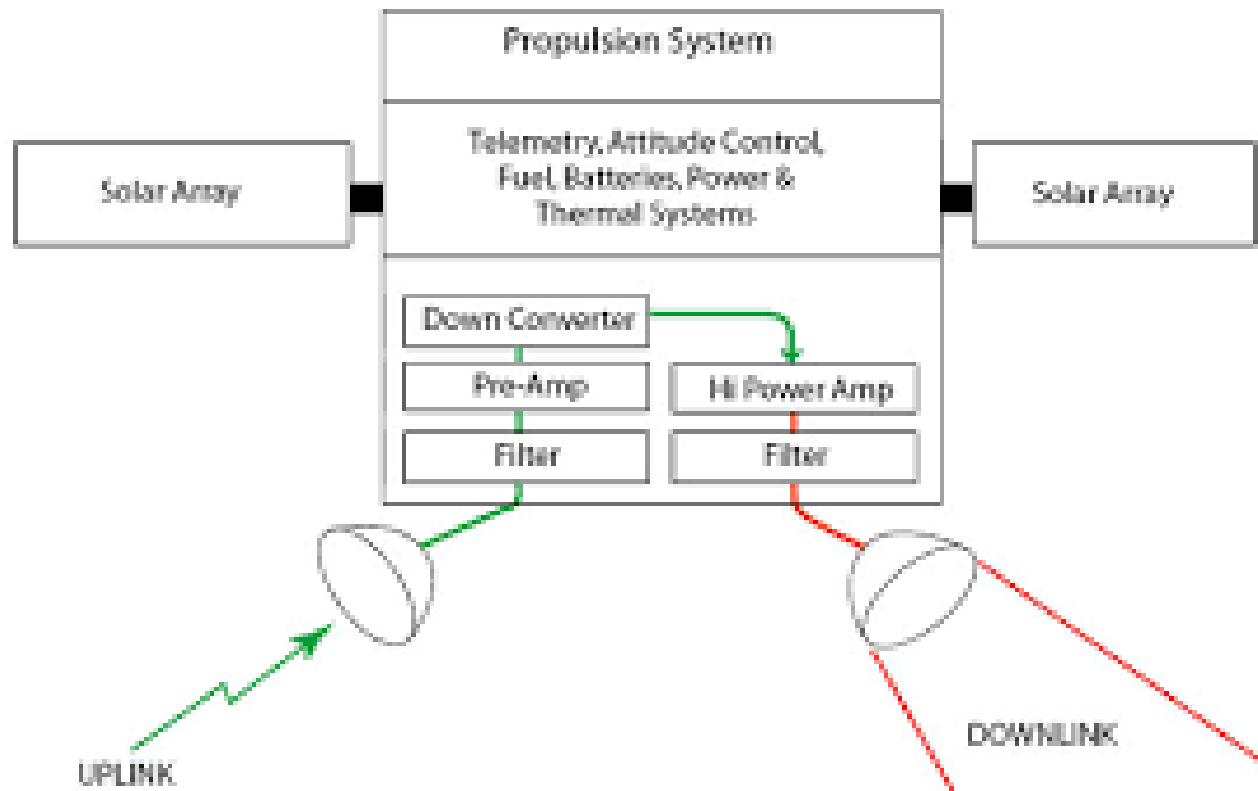 Propulsion System
Telemetry, Attitude Control,
Fuel, Batteries, Power &
Thermal Systems
Solar Array
Solar Array
Down Converter
Pre-Amp
Hi Power Amp
Filter
Filter
UPLINK
DOWNLINK